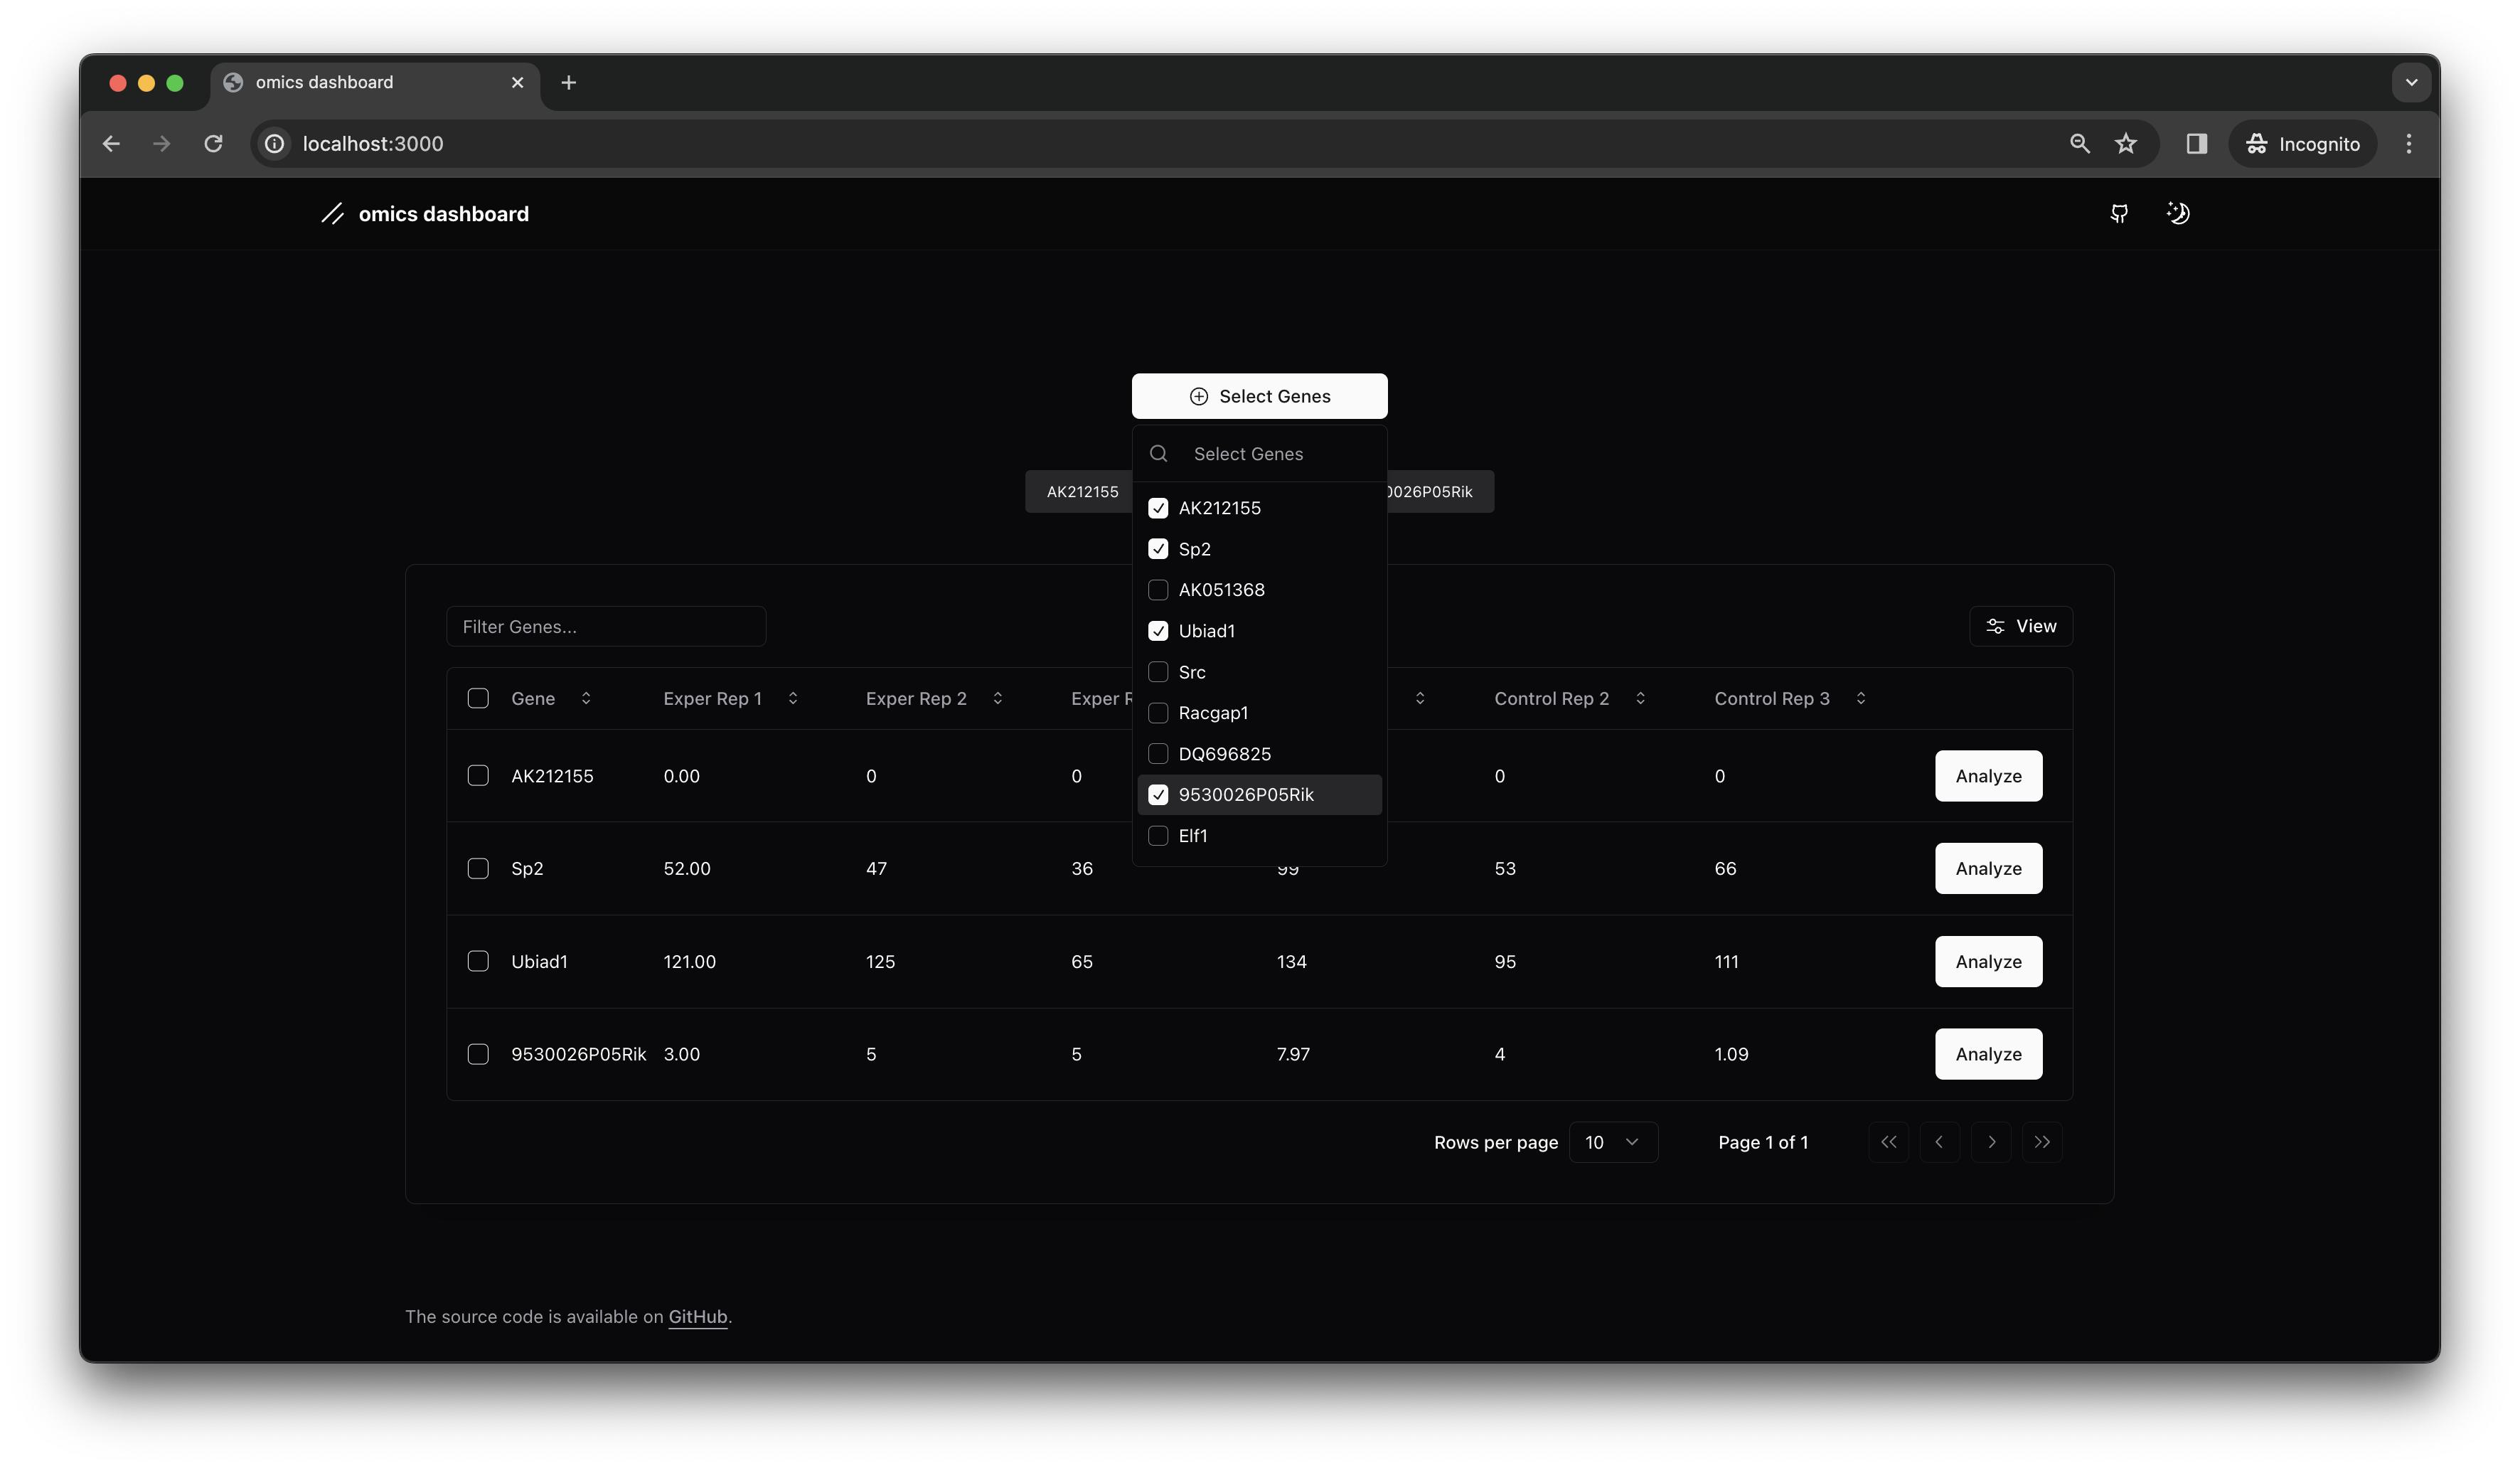 omics dashboard
localhost:3000
Incognito
omics dashboard
Select Genes
Select Genes
AK212155
0026P05Rik
AK212155
Sp2
AK051368
Ubiad1
Src
Racgap1
DQ696825
9530026P05Rik
Elf1
Filter Genes...
View
Gene Exper Rep 1 Exper Rep 2 Exper R Control Rep 2 Control Rep 3
AK212155 0.00 0 0 0 0 Analyze
Sp2 52.00 47 36 99 53 66 Analyze
Ubiad1 121.00 125 65 134 95 111 Analyze
9530026P05Rik 3.00 5 5 7.97 4 1.09 Analyze
Rows per page 10 Page 1 of 1
The source code is available on GitHub.